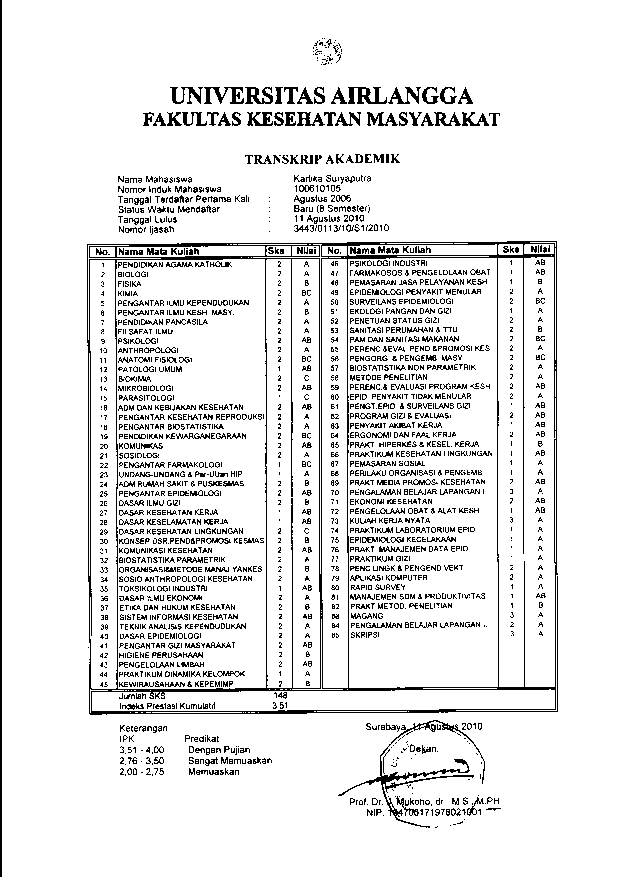 UNIVERSITAS AIRLANGGA
FAKULTAS KESEHATAN MASYARAKAT
TRANSKRIP AKADEMIK
Nama Mahasiswa Kartika Suryaputra
Nomor Induk Mahasiswa 100610105
Tanggal Terdaftar Pertama Kali : Agustus 2006
Status Waktu Mendaftar : Baru (8 Semester)
Tanggal Lulus : 11 Agustus 2010
Nomor Ijasah : 3443/0113/10/S1/2010
No. Nama Mata Kuliah Sks Nilai No. Nama Mata Kuliah Sks Nilai
1 PENDIDIKAN AGAMA KATHOLIK 2 A 46 PSIKOLOGI INDUSTRI 1 AB
2 BIOLOGI 2 A 47 FARMAKOSOS & PENGELOLAAN OBAT 1 AB
3 FISIKA 2 B 48 PEMASARAN JASA PELAYANAN KESH 1 B
4 KIMIA 2 BC 49 EPIDEMIOLOGI PENYAKIT MENULAR 2 A
5 PENGANTAR ILMU KEPENDUDUKAN 2 A 50 SURVEILANS EPIDEMIOLOGI 2 BC
6 PENGANTAR ILMU KESH MASY. 2 B 51 EKOLOGI PANGAN DAN GIZI 1 A
7 PENDIDIKAN PANCASILA 2 A 52 PENETUAN STATUS GIZI 2 A
8 FILSAFAT ILMU 2 A 53 SANITASI PERUMAHAN & TTU 2 B
9 PSIKOLOGI 2 AB 54 PAM DAN SANITASI MAKANAN 2 BC
10 ANTHROPOLOGI 2 A 55 PERENC &EVAL PEND &PROMOSI KES 2 A
11 ANATOMI FISIOLOGI 2 BC 56 PENGORG & PENGEMB MASY 2 BC
12 PATOLOGI UMUM 1 AB 57 BIOSTATISTIKA NON PARAMETRIK 2 A
13 BIOKIMIA 2 C 58 METODE PENELITIAN 2 A
14 MIKROBIOLOGI 2 AB 59 PERENC & EVALUASI PROGRAM KESH 2 AB
15 PARASITOLOGI 1 C 60 EPID PENYAKIT TIDAK MENULAR 2 AB
16 ADM DAN KEBIJAKAN KESEHATAN 2 AB 61 PENGT.EPID & SURVEILANS GIZI 1 AB
17 PENGANTAR KESEHATAN REPRODUKSI 2 A 62 PROGRAM GIZI & EVALUASI 2 AB
18 PENGANTAR BIOSTATISTIKA 2 A 63 PENYAKIT AKIBAT KERJA 1 AB
19 PENDIDIKAN KEWARGANEGARAAN 2 BC 64 ERGONOMI DAN FAAL KERJA 2 AB
20 KOMUNIKASI 2 AB 65 PRAKT HIPERKES & KESEL. KERJA 1 B
21 SOSIOLOGI 2 A 66 PRAKTIKUM KESEHATAN LINGKUNGAN 1 AB
22 PENGANTAR FARMAKOLOGI 1 BC 67 PEMASARAN SOSIAL 1 A
23 UNDANG-UNDANG & Per-UUan HIP 1 A 68 PERILAKU ORGANISASI & PENGEMB 1 A
24 ADM RUMAH SAKIT & PUSKESMAS 2 B 69 PRAKT MEDIA PROMOSI KESEHATAN 2 AB
25 PENGANTAR EPIDEMIOLOGI 2 AB 70 PENGALAMAN BELAJAR LAPANGAN I 3 A
26 DASAR ILMU GIZI 2 B 71 EKONOMI KESEHATAN 2 AB
27 DASAR KESEHATAN KERJA 1 AB 72 PENGELOLAAN OBAT & ALAT KESH 1 AB
28 DASAR KESELAMATAN KERJA 1 AB 73 KULIAH KERJA NYATA 3 A
29 DASAR KESEHATAN LINGKUNGAN 2 C 74 PRAKTIKUM LABORATORIUM EPID 1 A
30 KONSEP DSR.PEND&PROMOSI KESMAS 2 B 75 EPIDEMIOLOGI KECELAKAAN 1 A
31 KOMUNIKASI KESEHATAN 2 AB 76 PRAKT MANAJEMEN DATA EPID 1 A
32 BIOSTATISTIKA PARAMETRIK 2 A 77 PRAKTIKUM GIZI 1 A
33 ORGANISASI&METODE MANAJ YANKES 2 B 78 PENC LINGK & PENGEND VEKT 2 A
34 SOSIO ANTHROPOLOGI KESEHATAN 2 A 79 APLIKASI KOMPUTER 2 A
35 TOKSIKOLOGI INDUSTRI 1 AB 80 RAPID SURVEY 1 A
36 DASAR ILMU EKONOMI 2 A 81 MANAJEMEN SDM & PRODUKTIVITAS 1 AB
37 ETIKA DAN HUKUM KESEHATAN 2 B 82 PRAKT METOD. PENELITIAN 1 B
38 SISTEM INFORMASI KESEHATAN 2 AB 83 MAGANG 3 A
39 TEKNIK ANALISIS KEPENDUDUKAN 2 A 84 PENGALAMAN BELAJAR LAPANGAN 2 A
40 DASAR EPIDEMIOLOGI 2 A 85 SKRIPSI 3 A
41 PENGANTAR GIZI MASYARAKAT 2 AB
42 HIGIENE PERUSAHAAN 2 B
43 PENGELOLAAN LIMBAH 2 AB
44 PRAKTIKUM DINAMIKA KELOMPOK 1 A
45 KEWIRAUSAHAAN & KEPEMIMP 2 B
Jumlah SKS 148
Indeks Prestasi Kumulatif 3.51
Keterangan
IPK Predikat
3,51 - 4,00 Dengan Pujian
2,76 - 3,50 Sangat Memuaskan
2,00 - 2,75 Memuaskan
Surabaya, 11 Agustus 2010
Dekan,
Prof. Dr. J. Mukono, dr M.S., M.PH
NIP.